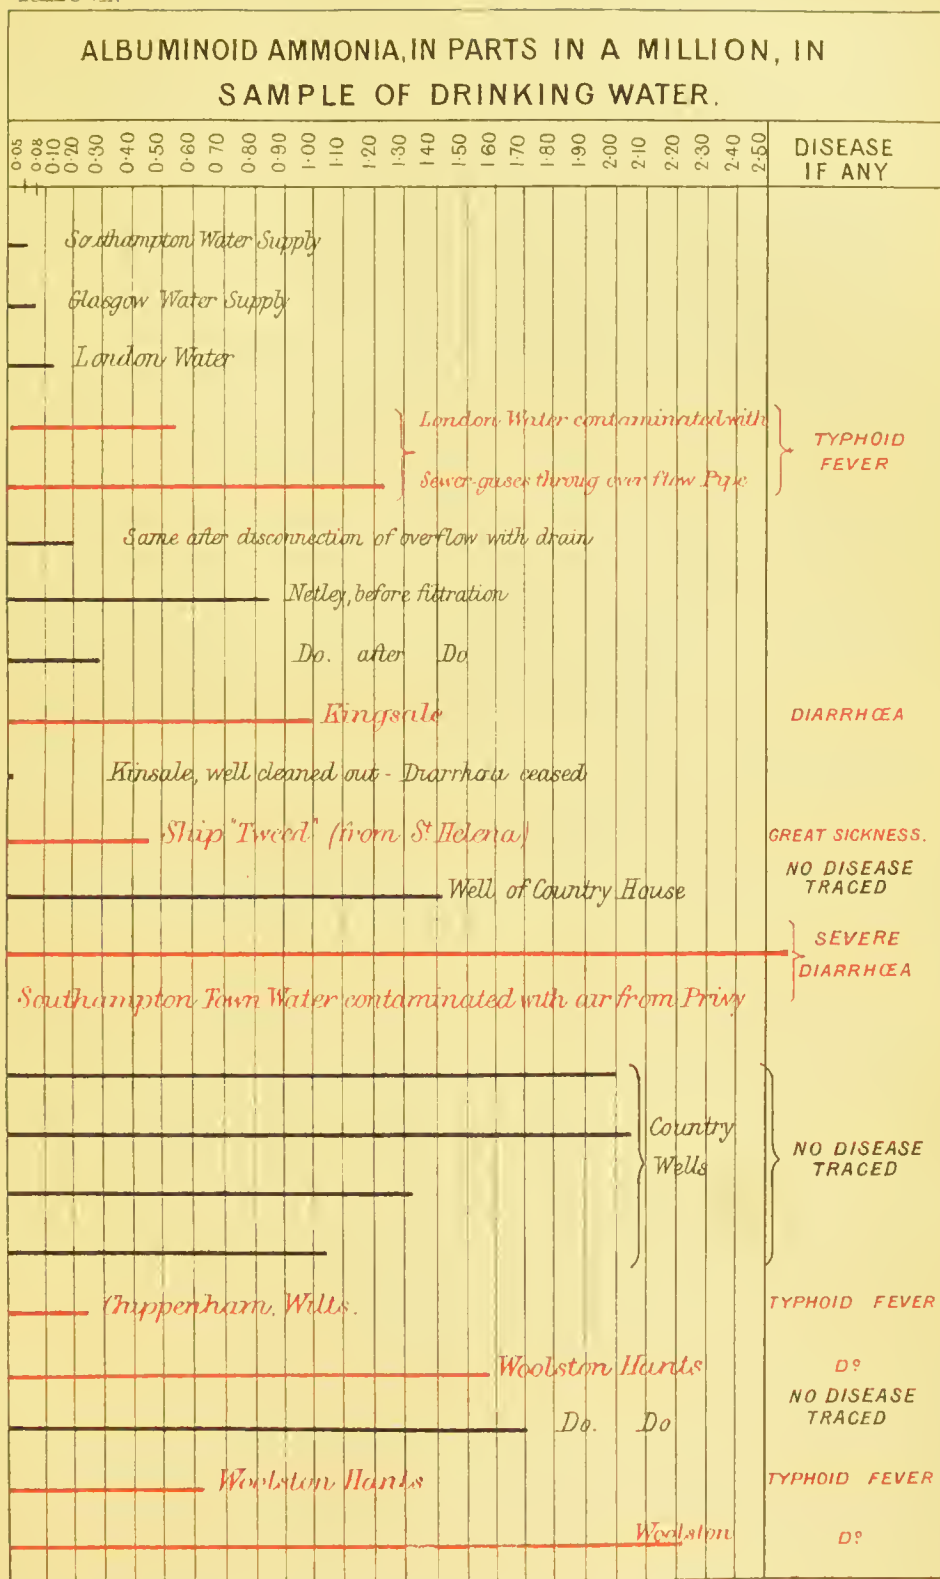 ALBUMINOID AMMONIA, IN PARTS IN A MILLION, IN
SAMPLE OF DRINKING WATER.
0·05 0·08 0·10 0·20 0·30 0·40 0·50 0·60 0·70 0·80 0·90 1·00 1·10 1·20 1·30 1·40 1·50 1·60 1·70 1·80 1·90 2·00 2·10 2·30 2·40 2·50
DISEASE
IF ANY
Southampton Water Supply
Glasgow Water Supply
London Water
London Water contaminated with
Sewer-gases throug over flow Pipe
TYPHOID
FEVER
Same after disconnection of overflow with drain
Netley, before filtration
Do. after Do
Kingsale
DIARRHŒA
Kinsale, well cleaned out - Diarrhœa ceased
Ship "Tweed" (from St Helena)
GREAT SICKNESS.
Well of Country House
NO DISEASE
TRACED
SEVERE
DIARRHŒA
Southampton Town Water contaminated with air from Privy
Country
Wells
NO DISEASE
TRACED
Chippenham. Wilts.
TYPHOID FEVER
Woolston Hants
Do
Do. Do
NO DISEASE
TRACED
Woolston Hants
TYPHOID FEVER
Woolston
Do